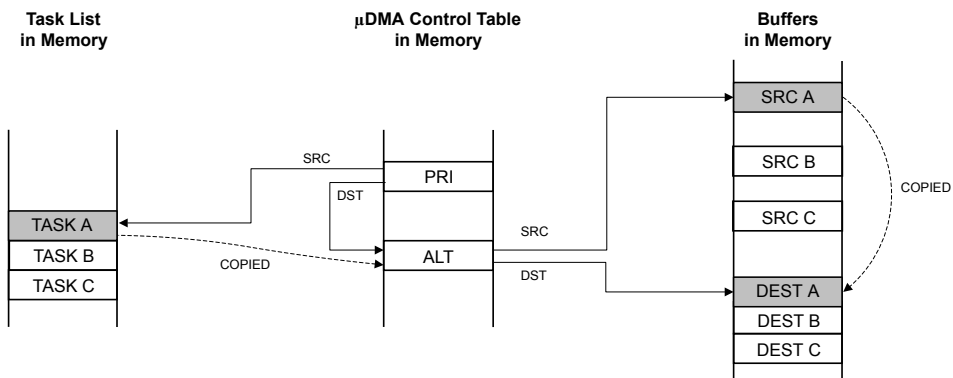 Task List
in Memory
µDMA Control Table
in Memory
Buffers
in Memory
SRC A
SRC
PRI
SRC B
DST
COPIED
TASK A
SRC C
TASK B
COPIED
ALT
SRC
DST
TASK C
DEST A
DEST B
DEST C